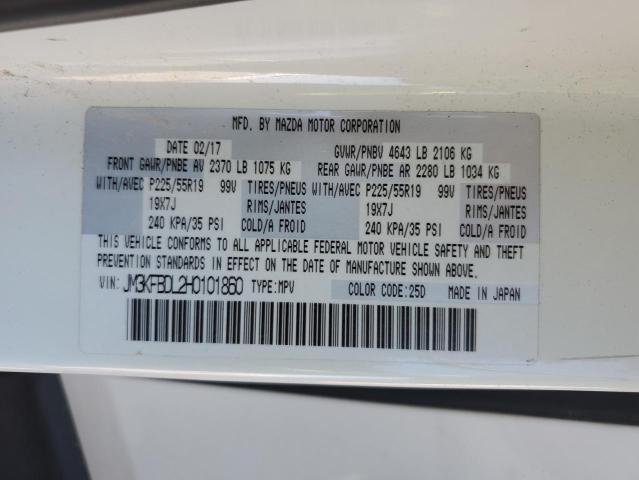 MFD. BY MAZDA MOTOR CORPORATION
DATE 02/17 GVWR/PNBV 4643 LB 2106 KG
FRONT GAWR/PNBE AV 2370 LB 1075 KG REAR GAWR/PNBE AR 2280 LB 1034 KG
WITH/AVEC P225/55R19 99V TIRES/PNEUS WITH/AVEC P225/55R19 99V TIRES/PNEUS
19X7J RIMS/JANTES 19X7J RIMS/JANTES
240 KPA/35 PSI COLD/A FROID 240 KPA/35 PSI COLD/A FROID
THIS VEHICLE CONFORMS TO ALL APPLICABLE FEDERAL MOTOR VEHICLE SAFETY AND THEFT
PREVENTION STANDARDS IN EFFECT ON THE DATE OF MANUFACTURE SHOWN ABOVE.
VIN: JM3KFBDL2H0101860 TYPE:MPV COLOR CODE:25D MADE IN JAPAN